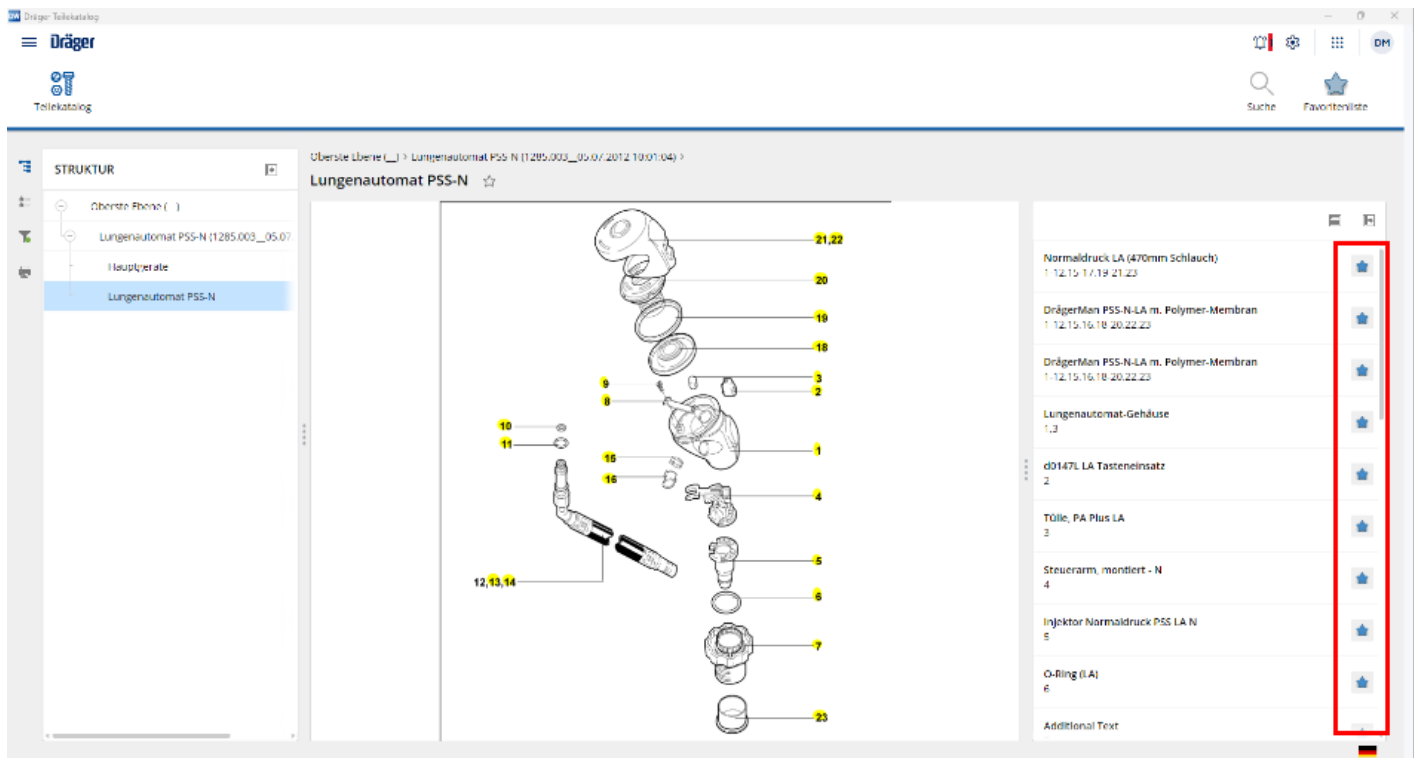 DW Dräger Teilekatalog
Dräger
DM
Teilekatalog
Suche
Favoritenliste
STRUKTUR
Oberste Ebene (__) > Lungenautomat PSS-N (1285.003__05.07.2012 10:01:04) >
Lungenautomat PSS-N
Oberste Ebene (__)
Lungenautomat PSS-N (1285.003__05.07.
Hauptgeräte
Lungenautomat PSS-N
21,22
20
19
18
9
3
8
2
10
11
1
15
16
4
5
12,13,14
6
7
23
Normaldruck LA (470mm Schlauch)
1-12.15-17.19-21.23
DrägerMan PSS-N-LA m. Polymer-Membran
1-12.15.16.18-20.22.23
DrägerMan PSS-N-LA m. Polymer-Membran
1-12.15.16.18-20.22.23
Lungenautomat-Gehäuse
1,3
d0147L LA Tasteneinsatz
2
Tülle, PA Plus LA
3
Steuerarm, montiert - N
4
Injektor Normaldruck PSS LA N
5
O-Ring (LA)
6
Additional Text